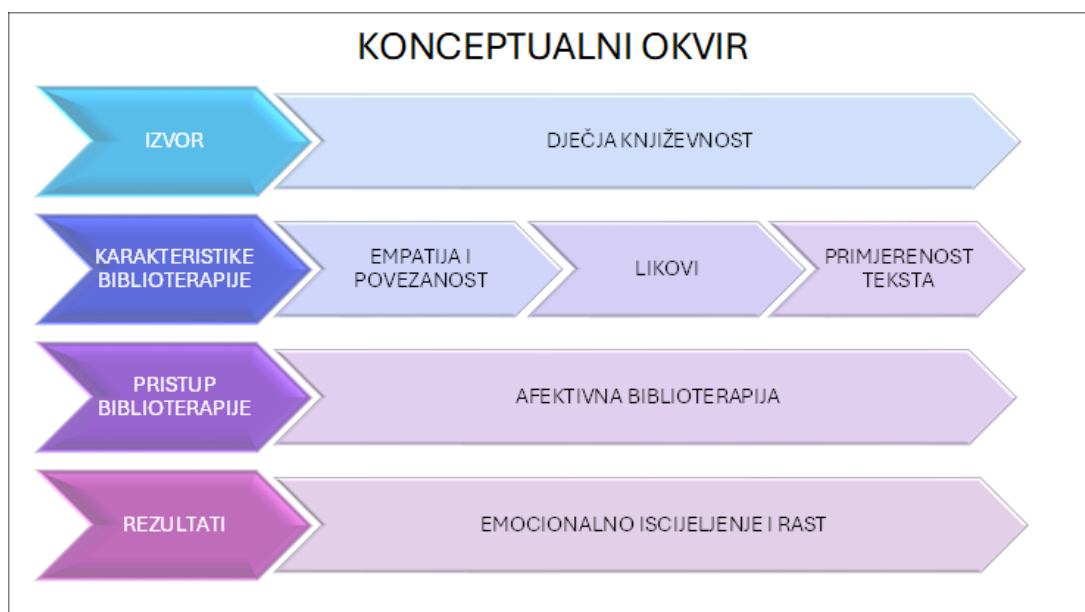 KONCEPTUALNI OKVIR
IZVOR
DJEČJA KNJIŽEVNOST
KARAKTERISTIKE
BIBLIOTERAPIJE
EMPATIJA I
POVEZANOST
LIKOVI
PRIMJERENOST
TEKSTA
PRISTUP
BIBLIOTERAPIJE
AFEKTIVNA BIBLIOTERAPIJA
REZULTATI
EMOCIONALNO ISCIJELJENJE I RAST